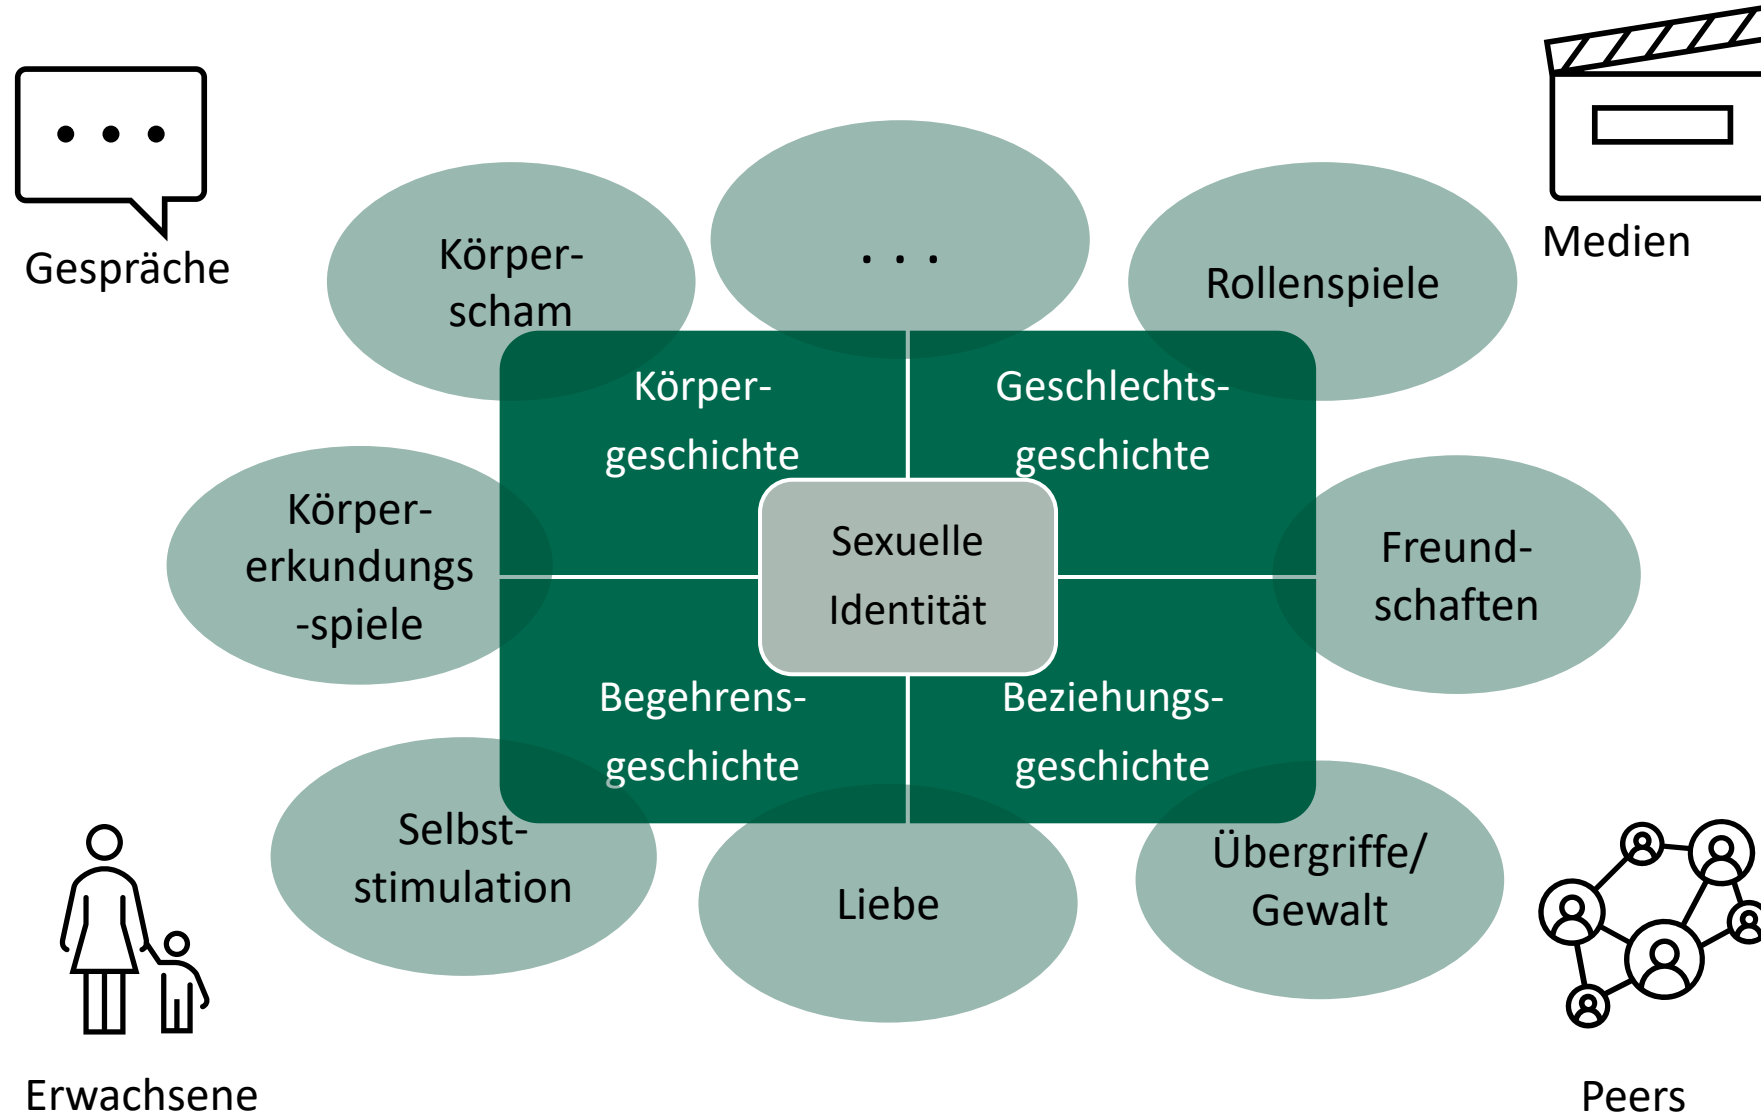 Gespräche
Medien
Körper-
scham
. . .
Rollenspiele
Körper-
geschichte
Geschlechts-
geschichte
Körper-
erkundungs
-spiele
Sexuelle
Identität
Freund-
schaften
Begehrens-
geschichte
Beziehungs-
geschichte
Selbst-
stimulation
Liebe
Übergriffe/
Gewalt
Erwachsene
Peers